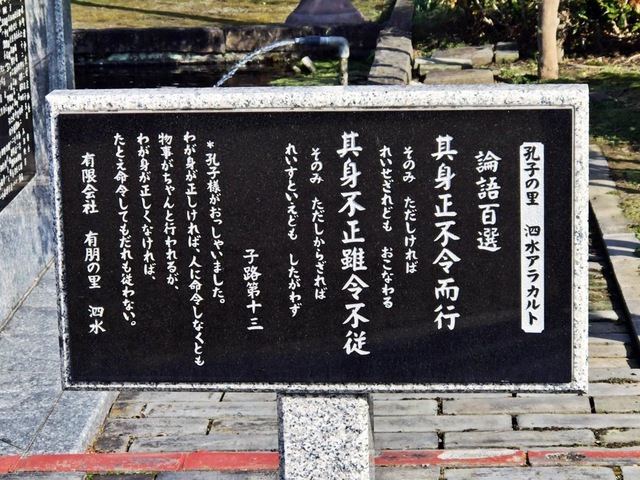 孔子の里　泗水アラカルト
論語百選
其身正不令而行
そのみ　ただしければ
れいせざれども　おこなわる
其身不正雖令不従
そのみ　ただしからざれば
れいすといえども　したがわず
子路第十三
＊孔子様がおっしゃいました。
わが身が正しければ、人に命令しなくとも
物事がちゃんと行われるが、
わが身が正しくなければ、
たとえ命令してもだれも従わない。
有限会社　有朋の里　泗水